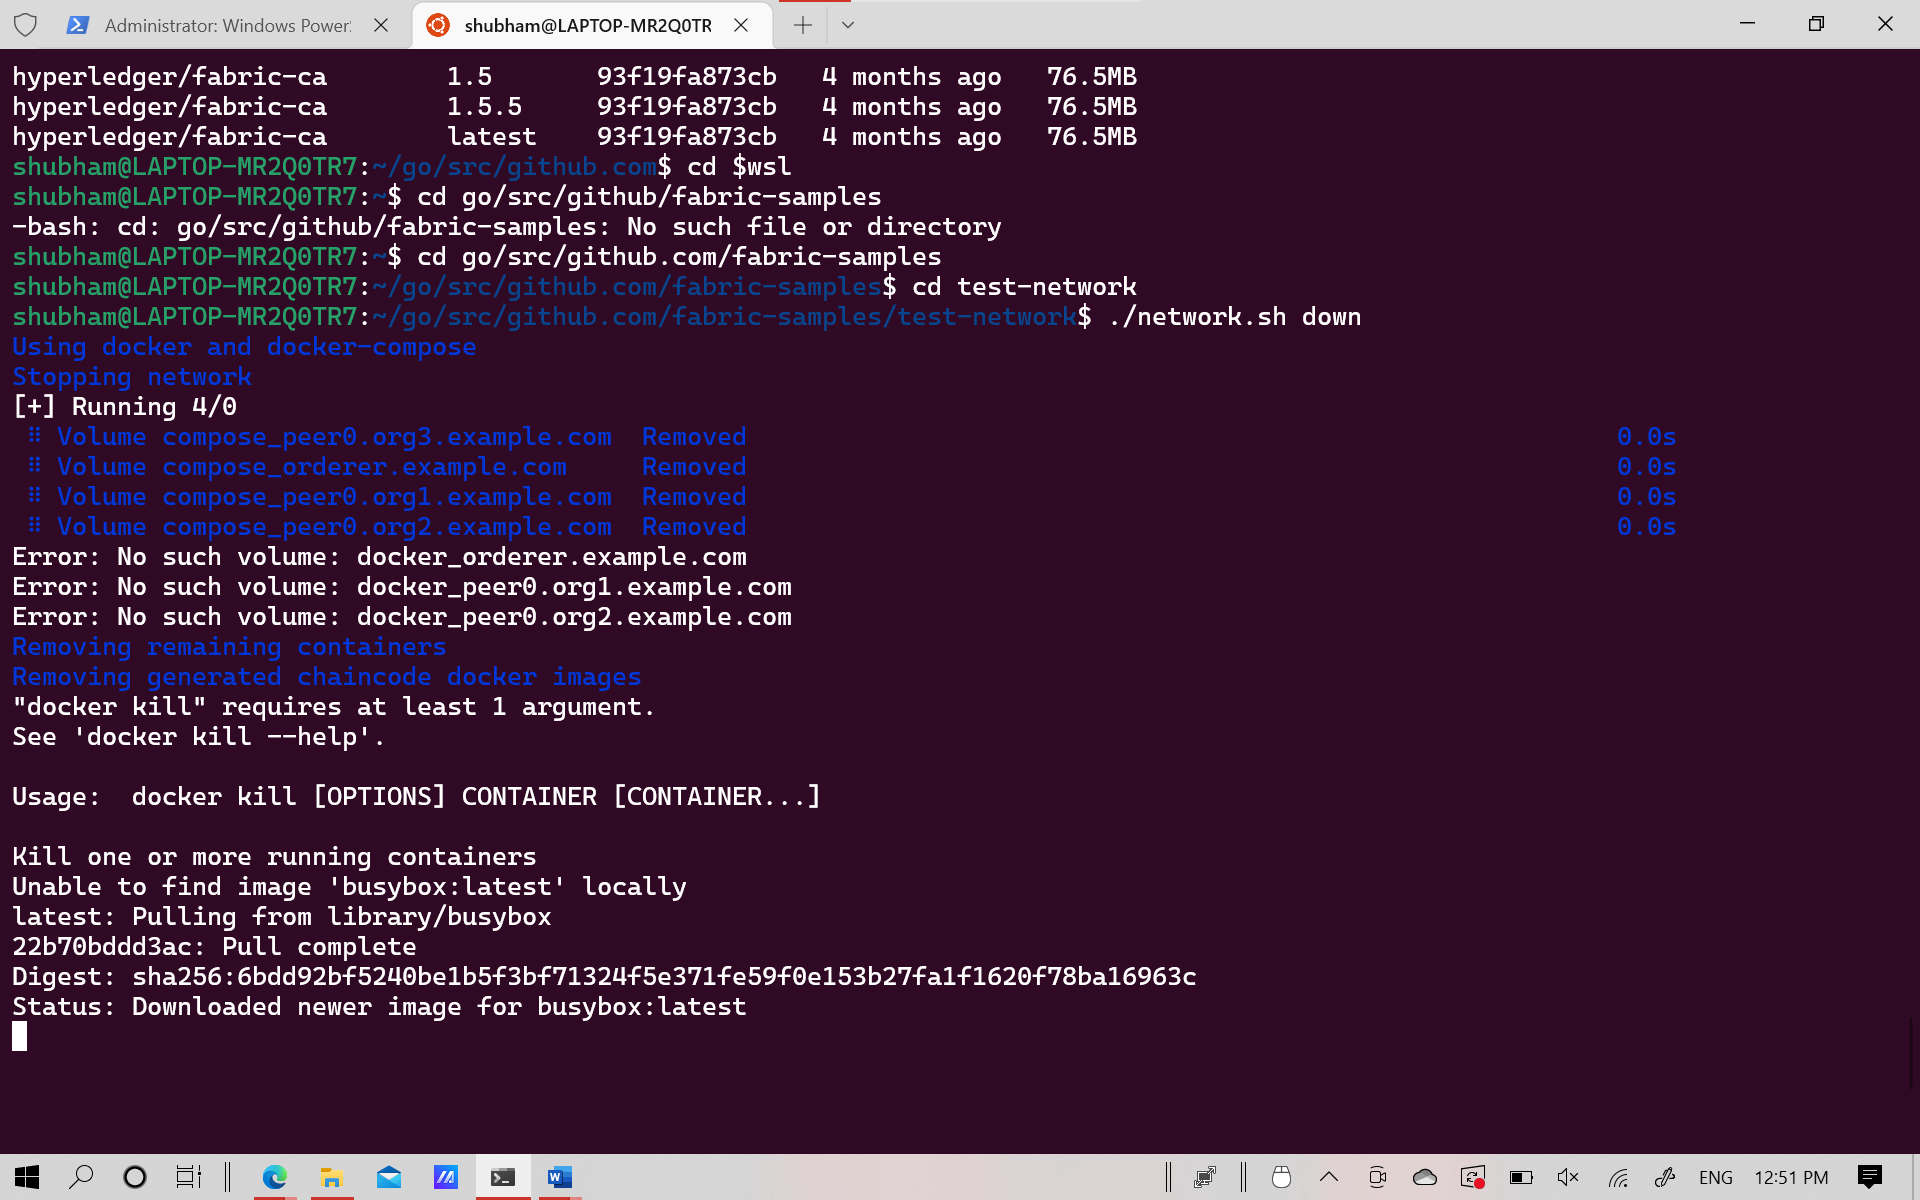 Administrator: Windows Power
shubham@LAPTOP-MR2Q0TR
hyperledger/fabric-ca        1.5       93f19fa873cb   4 months ago   76.5MB
hyperledger/fabric-ca        1.5.5     93f19fa873cb   4 months ago   76.5MB
hyperledger/fabric-ca        latest    93f19fa873cb   4 months ago   76.5MB
shubham@LAPTOP-MR2Q0TR7:~/go/src/github.com$ cd $wsl
shubham@LAPTOP-MR2Q0TR7:~$ cd go/src/github/fabric-samples
-bash: cd: go/src/github/fabric-samples: No such file or directory
shubham@LAPTOP-MR2Q0TR7:~$ cd go/src/github.com/fabric-samples
shubham@LAPTOP-MR2Q0TR7:~/go/src/github.com/fabric-samples$ cd test-network
shubham@LAPTOP-MR2Q0TR7:~/go/src/github.com/fabric-samples/test-network$ ./network.sh down
Using docker and docker-compose
Stopping network
[+] Running 4/0
 ⠿ Volume compose_peer0.org3.example.com  Removed 0.0s
 ⠿ Volume compose_orderer.example.com     Removed 0.0s
 ⠿ Volume compose_peer0.org1.example.com  Removed 0.0s
 ⠿ Volume compose_peer0.org2.example.com  Removed 0.0s
Error: No such volume: docker_orderer.example.com
Error: No such volume: docker_peer0.org1.example.com
Error: No such volume: docker_peer0.org2.example.com
Removing remaining containers
Removing generated chaincode docker images
"docker kill" requires at least 1 argument.
See 'docker kill --help'.
Usage:  docker kill [OPTIONS] CONTAINER [CONTAINER...]
Kill one or more running containers
Unable to find image 'busybox:latest' locally
latest: Pulling from library/busybox
22b70bddd3ac: Pull complete
Digest: sha256:6bdd92bf5240be1b5f3bf71324f5e371fe59f0e153b27fa1f1620f78ba16963c
Status: Downloaded newer image for busybox:latest
ENG 12:51 PM